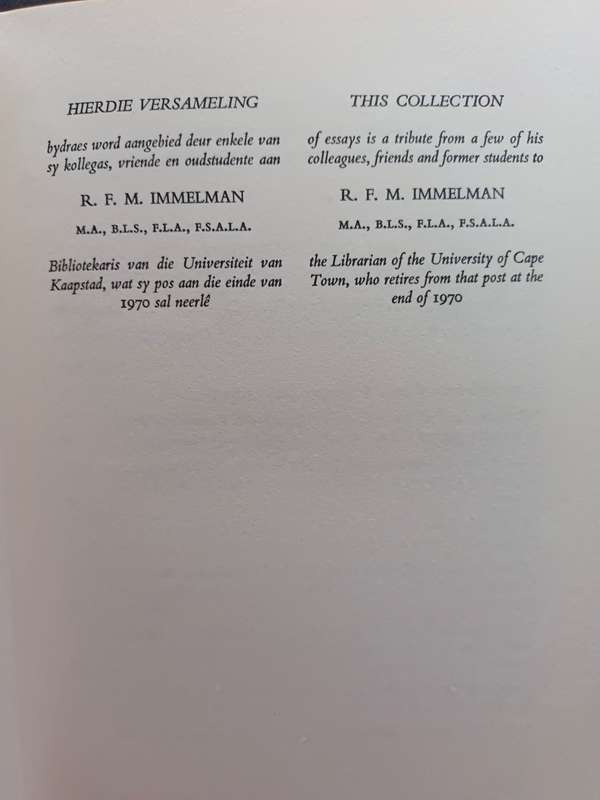 HIERDIE VERSAMELING
bydraes word aangebied deur enkele van
sy kollegas, vriende en oudstudente aan
R. F. M. IMMELMAN
M.A., B.L.S., F.L.A., F.S.A.L.A.
Bibliotekaris van die Universiteit van
Kaapstad, wat sy pos aan die einde van
1970 sal neerlê
THIS COLLECTION
of essays is a tribute from a few of his
colleagues, friends and former students to
R. F. M. IMMELMAN
M.A., B.L.S., F.L.A., F.S.A.L.A.
the Librarian of the University of Cape
Town, who retires from that post at the
end of 1970